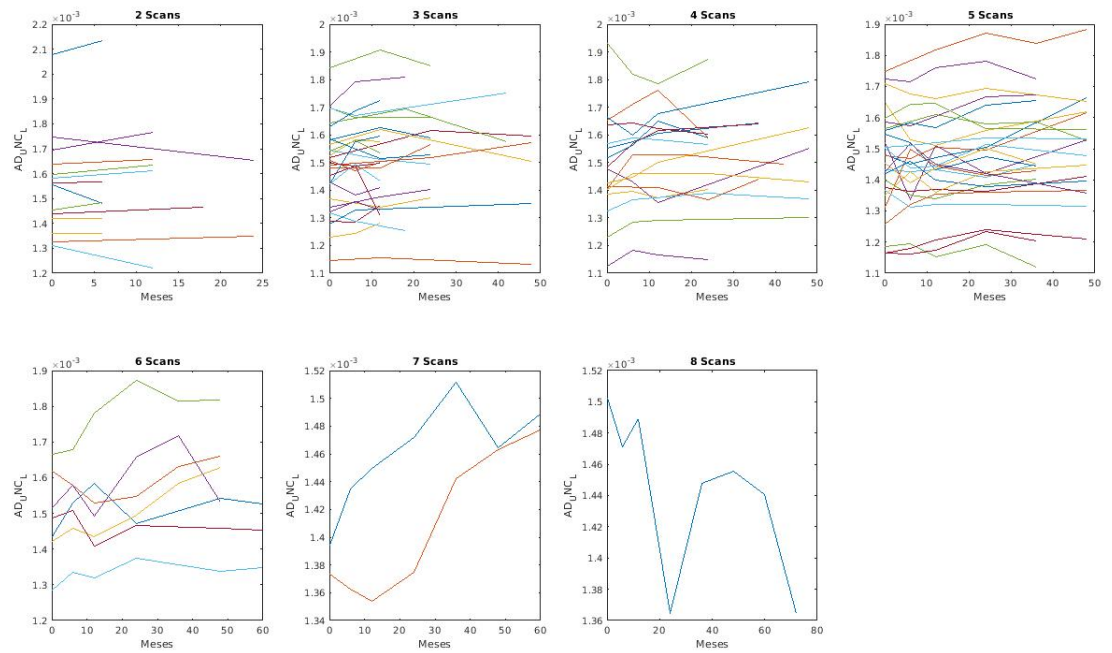 2 Scans
×10⁻³
2.2
2.1
2
1.9
1.8
1.7
1.6
1.5
1.4
1.3
1.2
0 5 10 15 20 25
Meses
AD_UNC_L
3 Scans
×10⁻³
2
1.9
1.8
1.7
1.6
1.5
1.4
1.3
1.2
1.1
0 10 20 30 40 50
Meses
AD_UNC_L
4 Scans
×10⁻³
2
1.9
1.8
1.7
1.6
1.5
1.4
1.3
1.2
1.1
0 10 20 30 40 50
Meses
AD_UNC_L
5 Scans
×10⁻³
1.9
1.8
1.7
1.6
1.5
1.4
1.3
1.2
1.1
0 10 20 30 40 50
Meses
AD_UNC_L
6 Scans
×10⁻³
1.9
1.8
1.7
1.6
1.5
1.4
1.3
1.2
0 10 20 30 40 50 60
Meses
AD_UNC_L
7 Scans
×10⁻³
1.52
1.5
1.48
1.46
1.44
1.42
1.4
1.38
1.36
1.34
0 10 20 30 40 50 60
Meses
AD_UNC_L
8 Scans
×10⁻³
1.52
1.5
1.48
1.46
1.44
1.42
1.4
1.38
1.36
0 20 40 60 80
Meses
AD_UNC_L